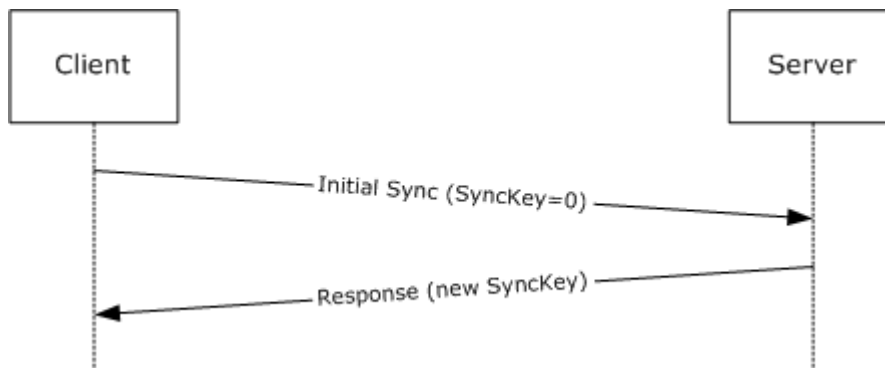 Client
Server
Initial Sync (SyncKey=0)
Response (new SyncKey)